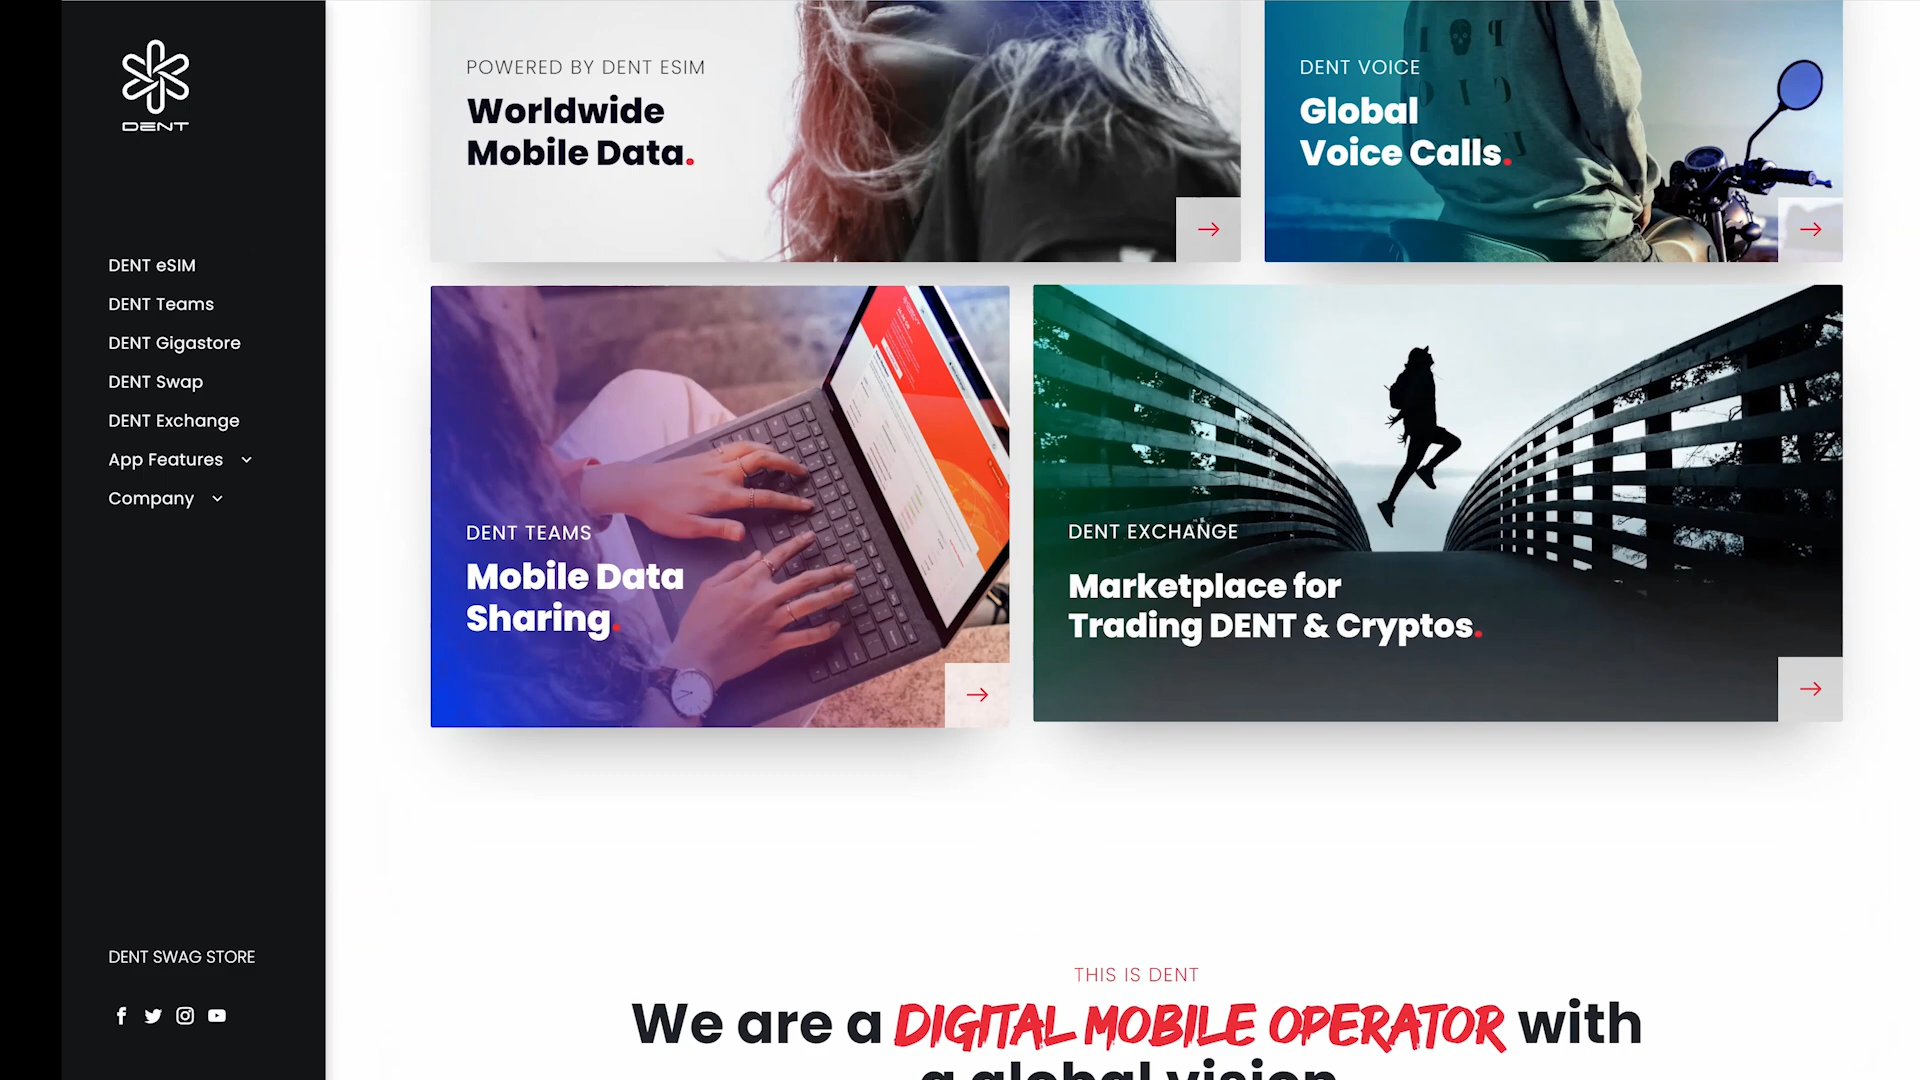 DENT
DENT eSIM
DENT Teams
DENT Gigastore
DENT Swap
DENT Exchange
App Features
Company
DENT SWAG STORE
POWERED BY DENT ESIM
Worldwide
Mobile Data.
DENT VOICE
Global
Voice Calls.
DENT TEAMS
Mobile Data
Sharing.
DENT EXCHANGE
Marketplace for
Trading DENT & Cryptos.
THIS IS DENT
We are a DIGITAL MOBILE OPERATOR with
a global vision